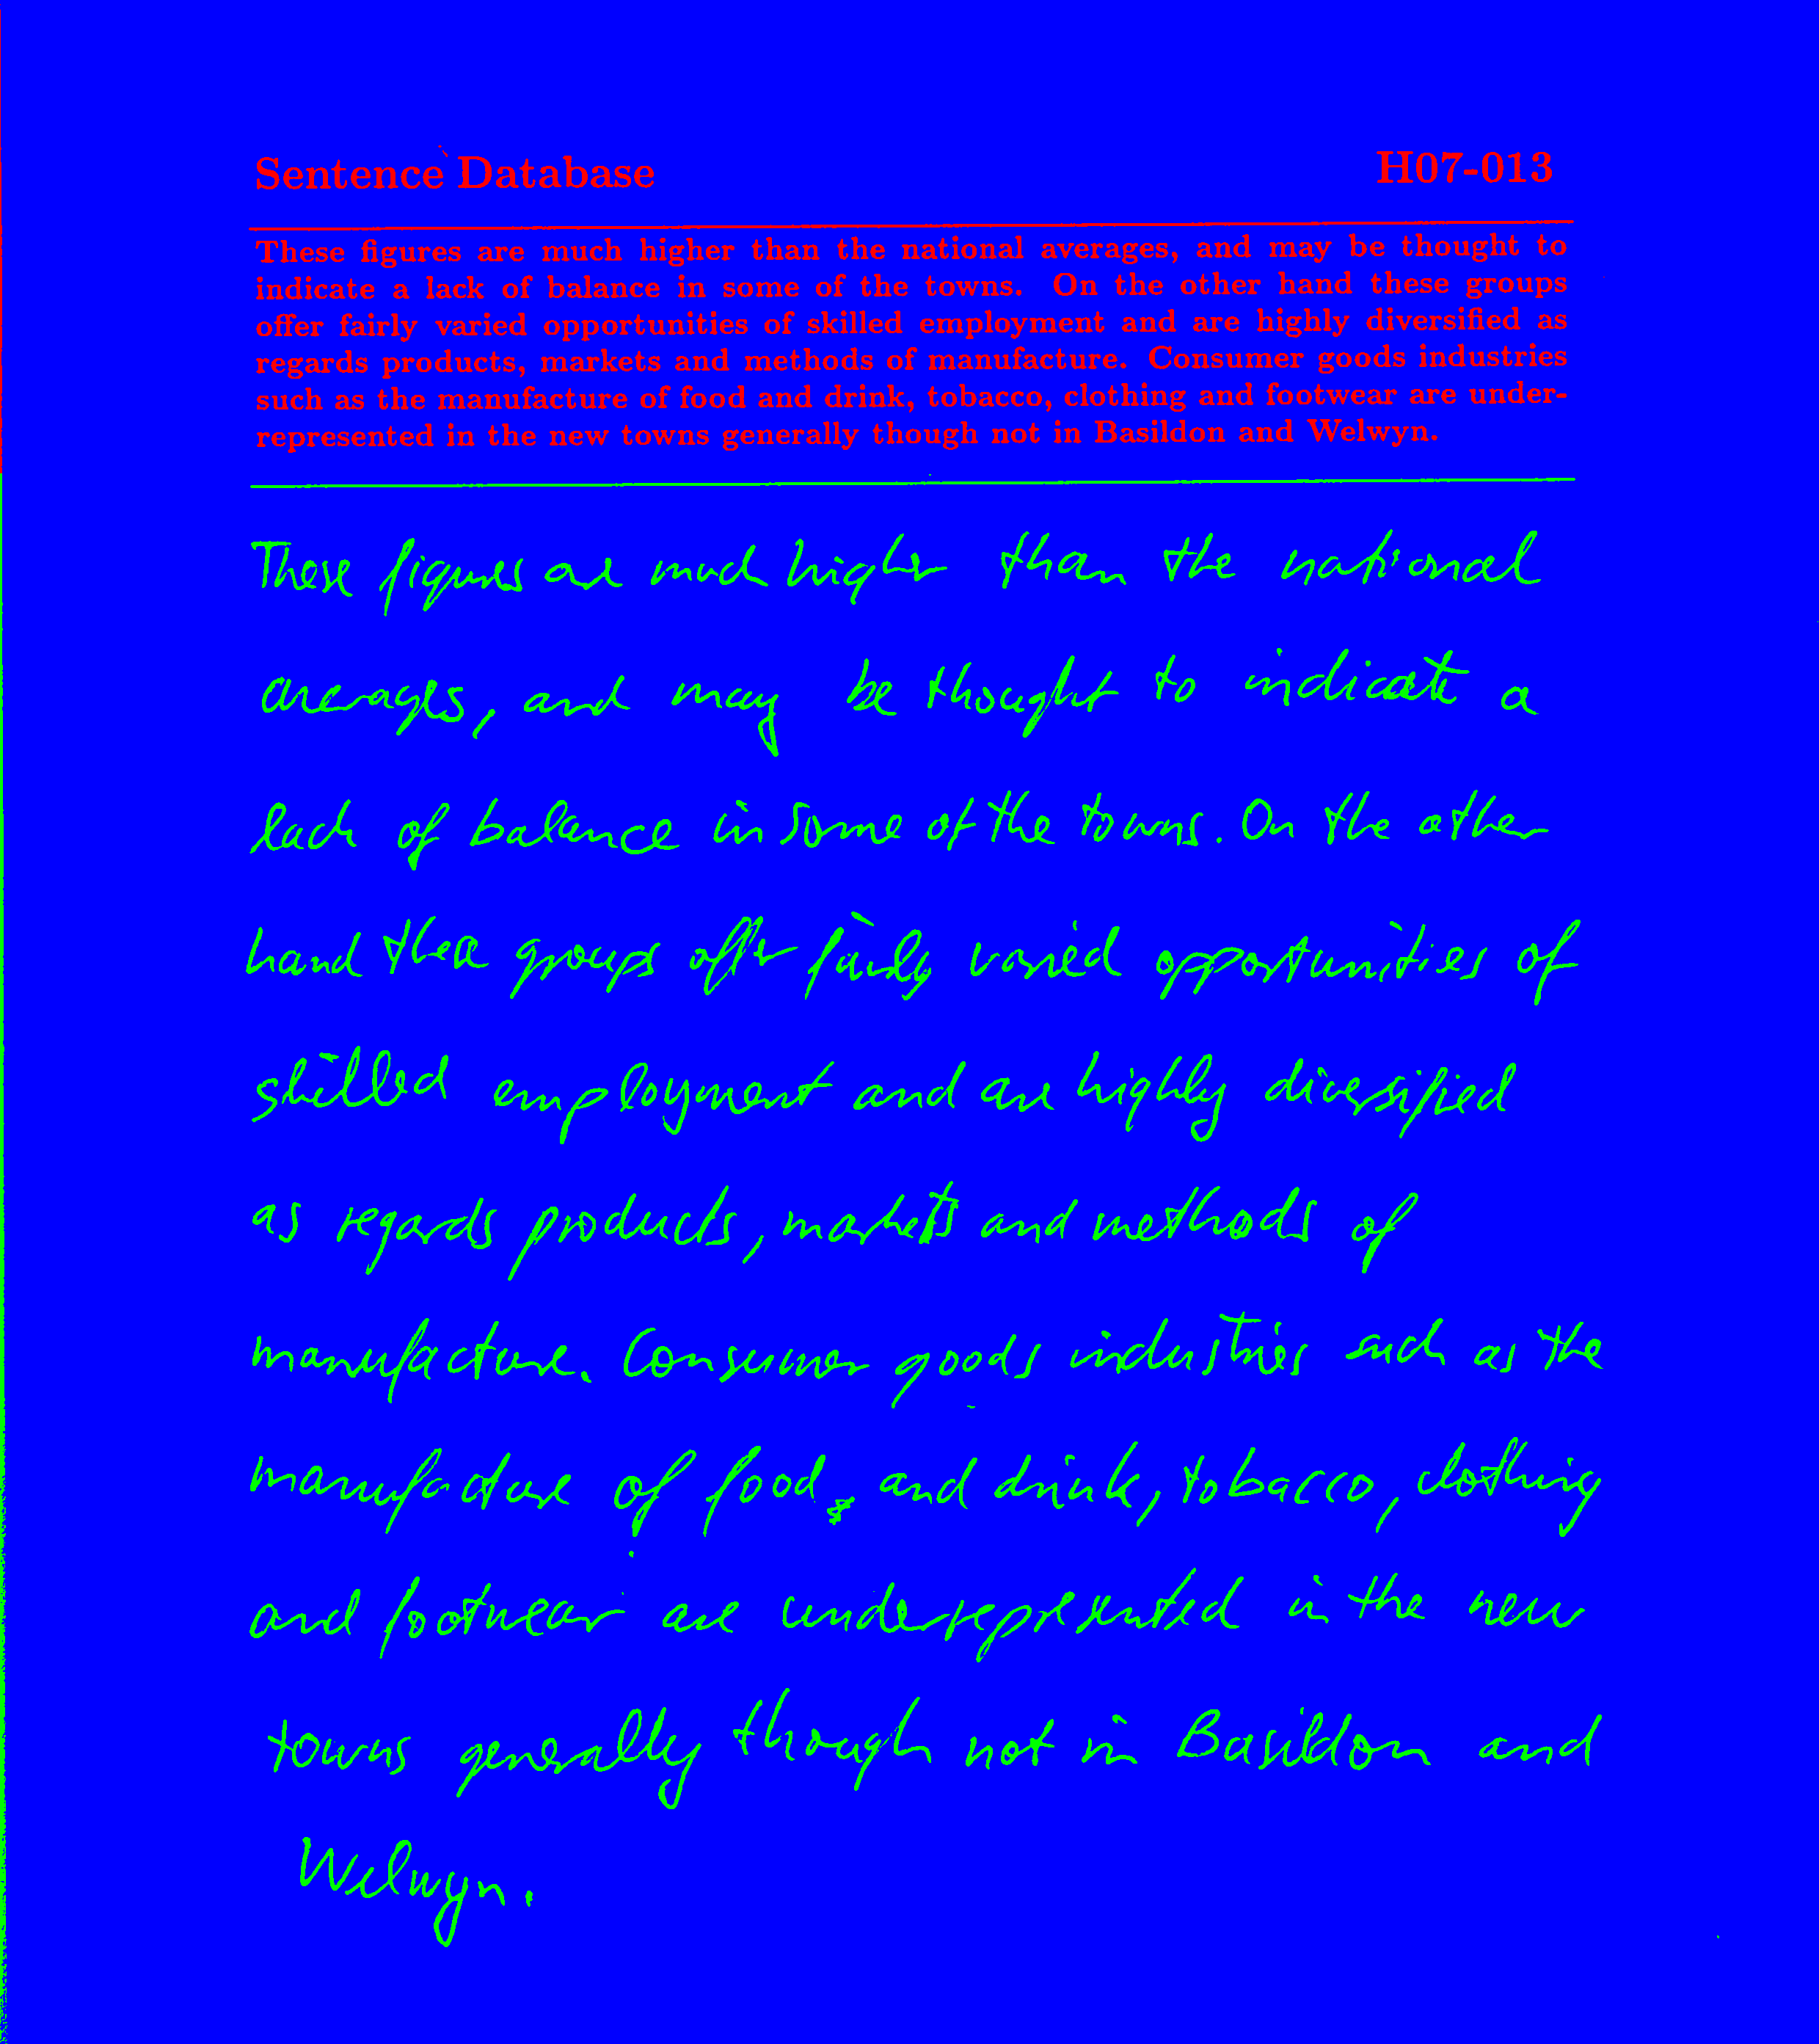 Sentence Database H07-013
These figures are much higher than the national averages, and may be thought to
indicate a lack of balance in some of the towns. On the other hand these groups
offer fairly varied opportunities of skilled employment and are highly diversified as
regards products, markets and methods of manufacture. Consumer goods industries
such as the manufacture of food and drink, tobacco, clothing and footwear are under-
represented in the new towns generally though not in Basildon and Welwyn.
These figures are much higher than the national
averages, and may be thought to indicate a
lack of balance in some of the towns. On the other
hand these groups offer fairly varied opportunities of
skilled employment and are highly diversified
as regards products, markets and methods of
manufacture. Consumer goods industries such as the
manufacture of food and drink, tobacco, clothing
and footwear are underrepresented in the new
towns generally though not in Basildon and
Welwyn.